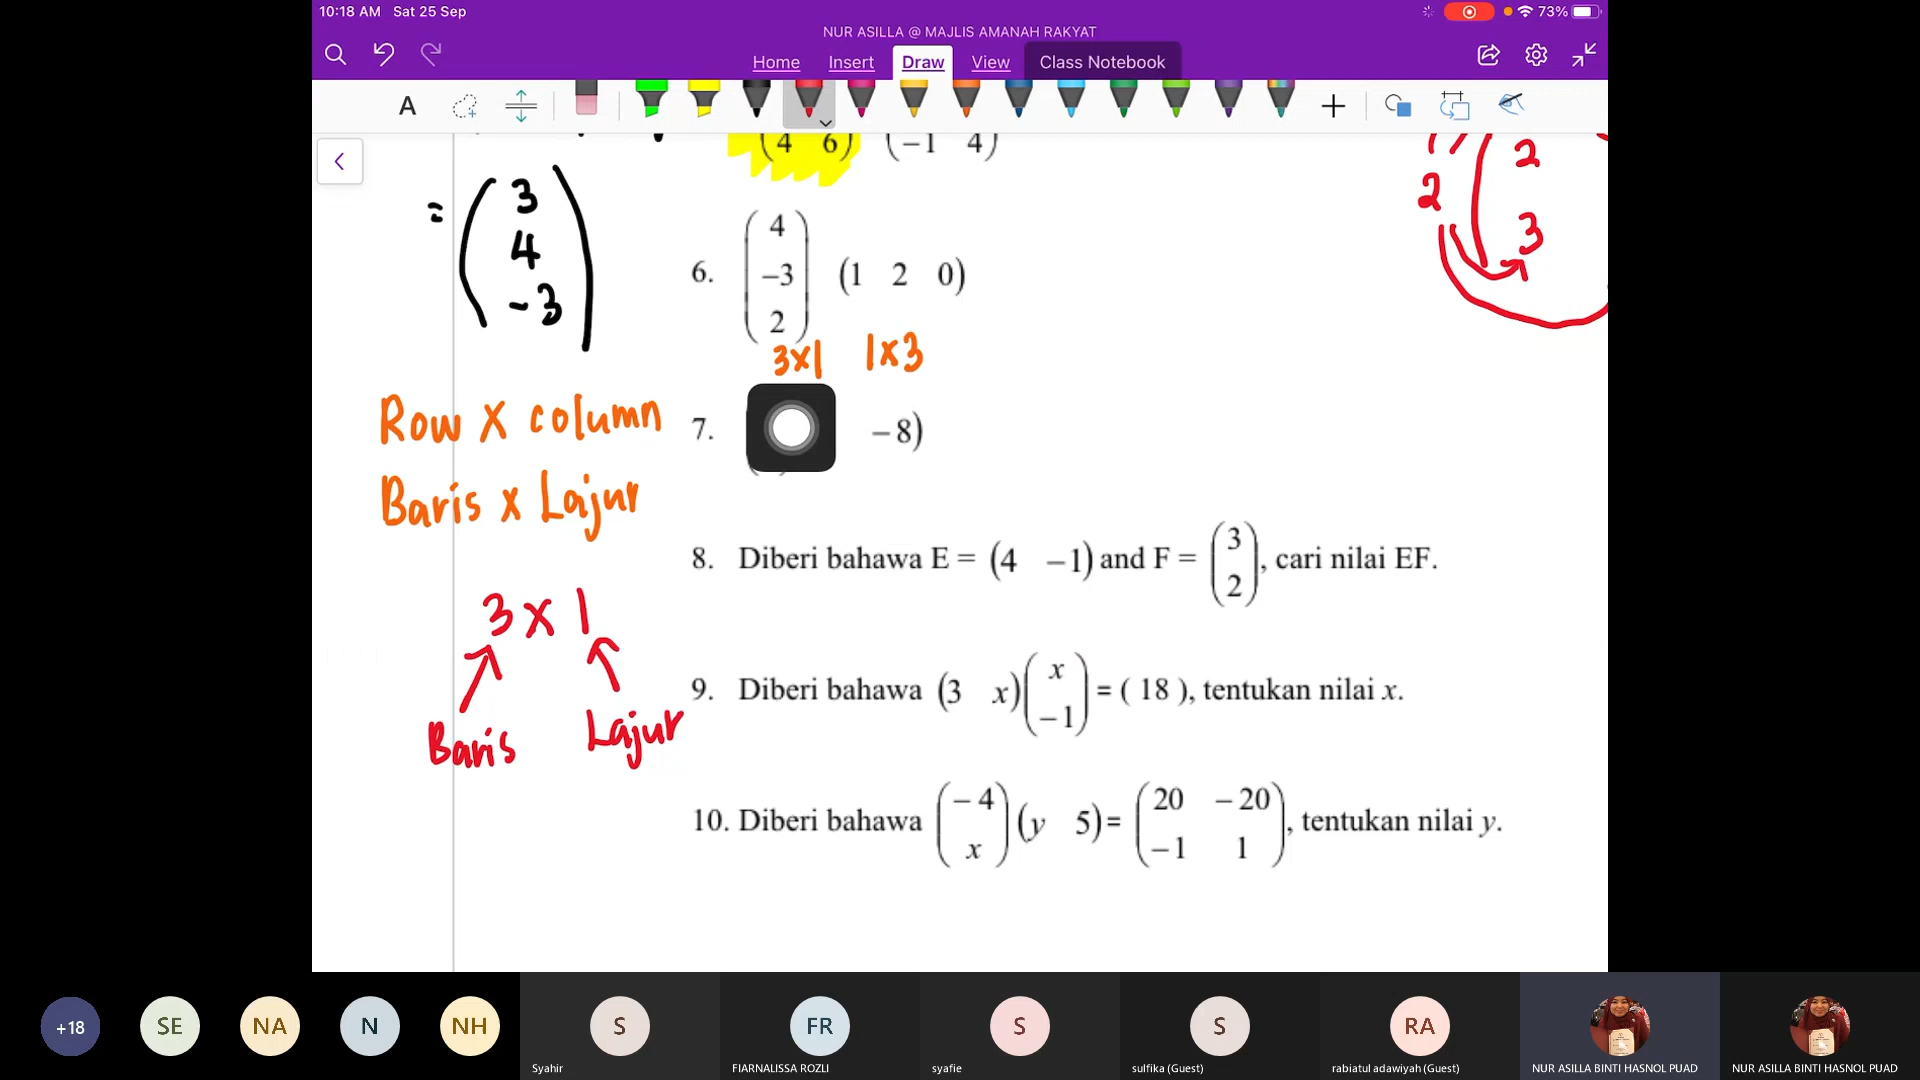 10:18 AM Sat 25 Sep
73%
NUR ASILLA @ MAJLIS AMANAH RAKYAT
Home Insert Draw View Class Notebook
A
(4 6) (-1 4)
= (3
4
-3)
6. (4
-3
2) (1 2 0)
3x1 1x3
Row X column
7. -8)
Baris x Lajur
8. Diberi bahawa E = (4 -1) and F = (3
2), cari nilai EF.
3 x 1
Baris Lajur
9. Diberi bahawa (3 x)(x
-1) = ( 18 ), tentukan nilai x.
10. Diberi bahawa (-4
x)(y 5) = (20 -20
-1 1), tentukan nilai y.
2
2
3
+18 SE NA N NH S FR S S RA
Syahir FIARNALISSA ROZLI syafie sulfika (Guest) rabiatul adawiyah (Guest) NUR ASILLA BINTI HASNOL PUAD NUR ASILLA BINTI HASNOL PUAD